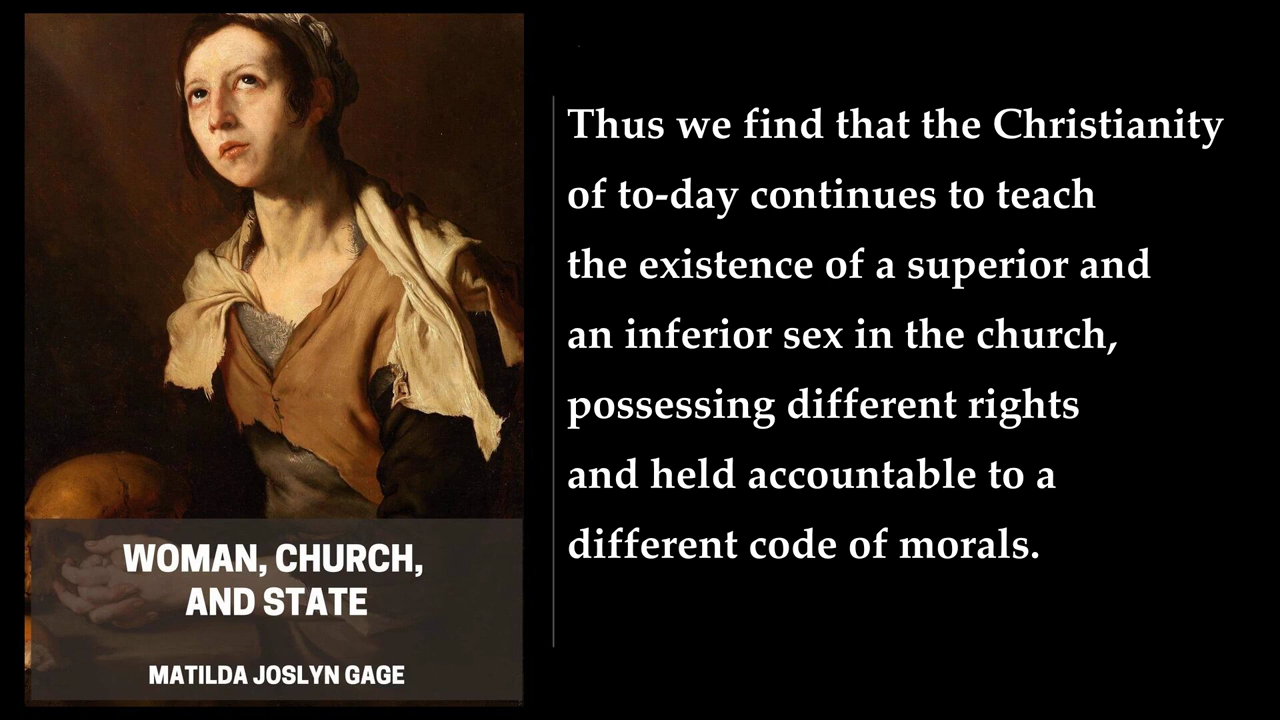 Thus we find that the Christianity
of to-day continues to teach
the existence of a superior and
an inferior sex in the church,
possessing different rights
and held accountable to a
different code of morals.
WOMAN, CHURCH,
AND STATE
MATILDA JOSLYN GAGE